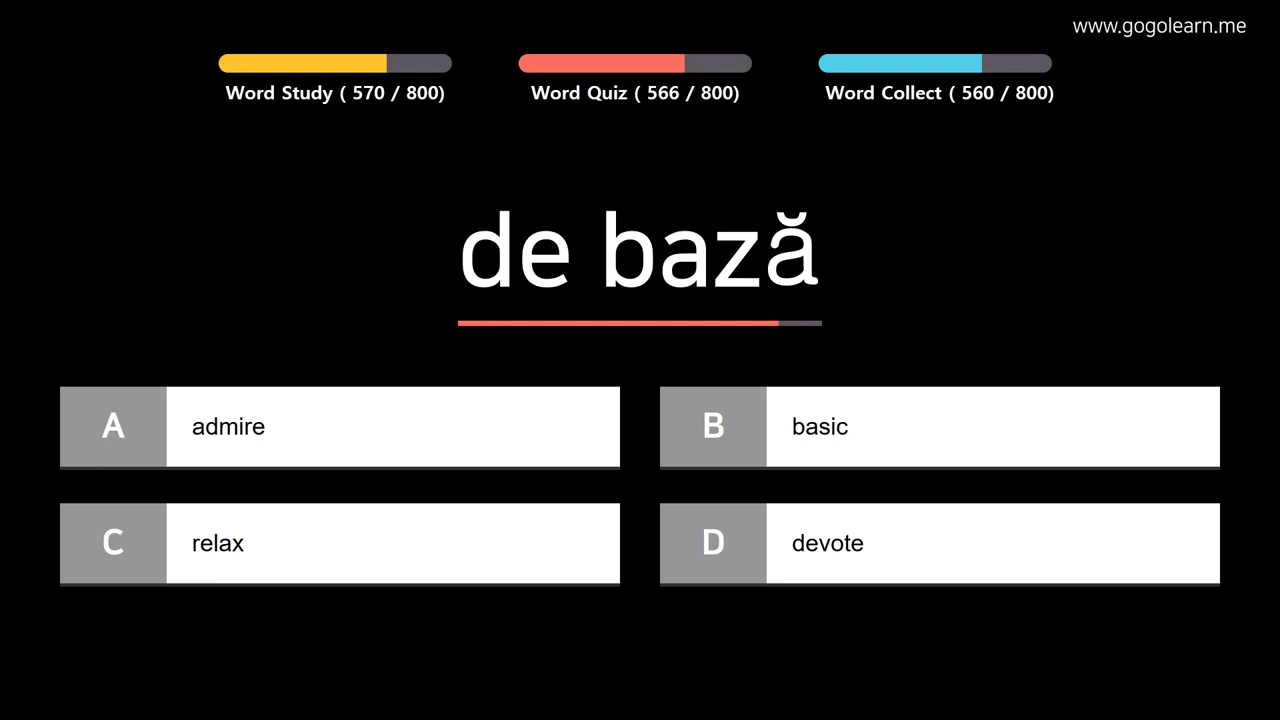 www.gogolearn.me
Word Study ( 570 / 800)
Word Quiz ( 566 / 800)
Word Collect ( 560 / 800)
de bază
A admire
B basic
C relax
D devote